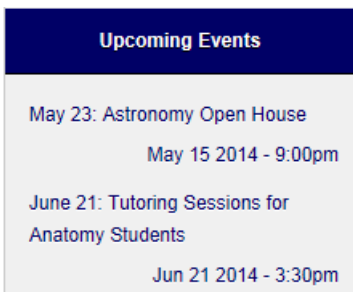 Upcoming Events
May 23: Astronomy Open House
May 15 2014 - 9:00pm
June 21: Tutoring Sessions for
Anatomy Students
Jun 21 2014 - 3:30pm